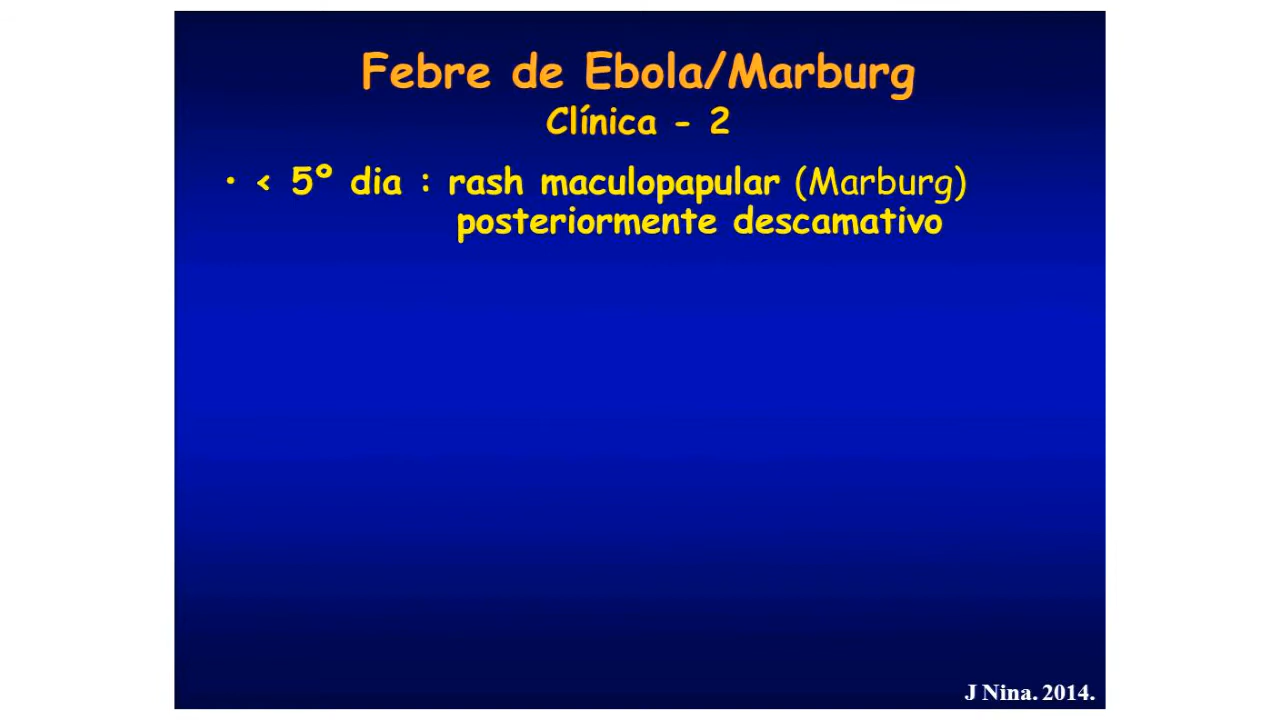 Febre de Ebola/Marburg
Clínica - 2
• < 5º dia : rash maculopapular (Marburg)
posteriormente descamativo
J Nina. 2014.